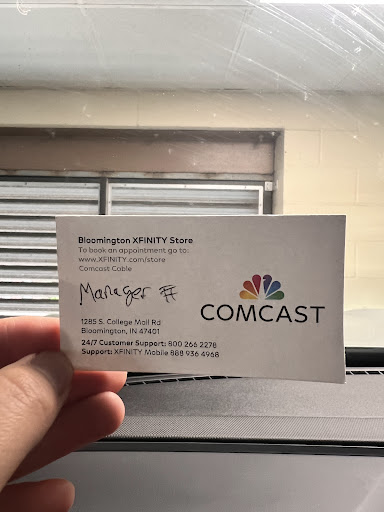 Bloomington XFINITY Store
To book an appointment go to:
www.XFINITY.com/store
Comcast Cable
Manager #
COMCAST
1285 S. College Mall Rd
Bloomington, IN 47401
24/7 Customer Support: 800 266 2278
Support: XFINITY Mobile 888 936 4968